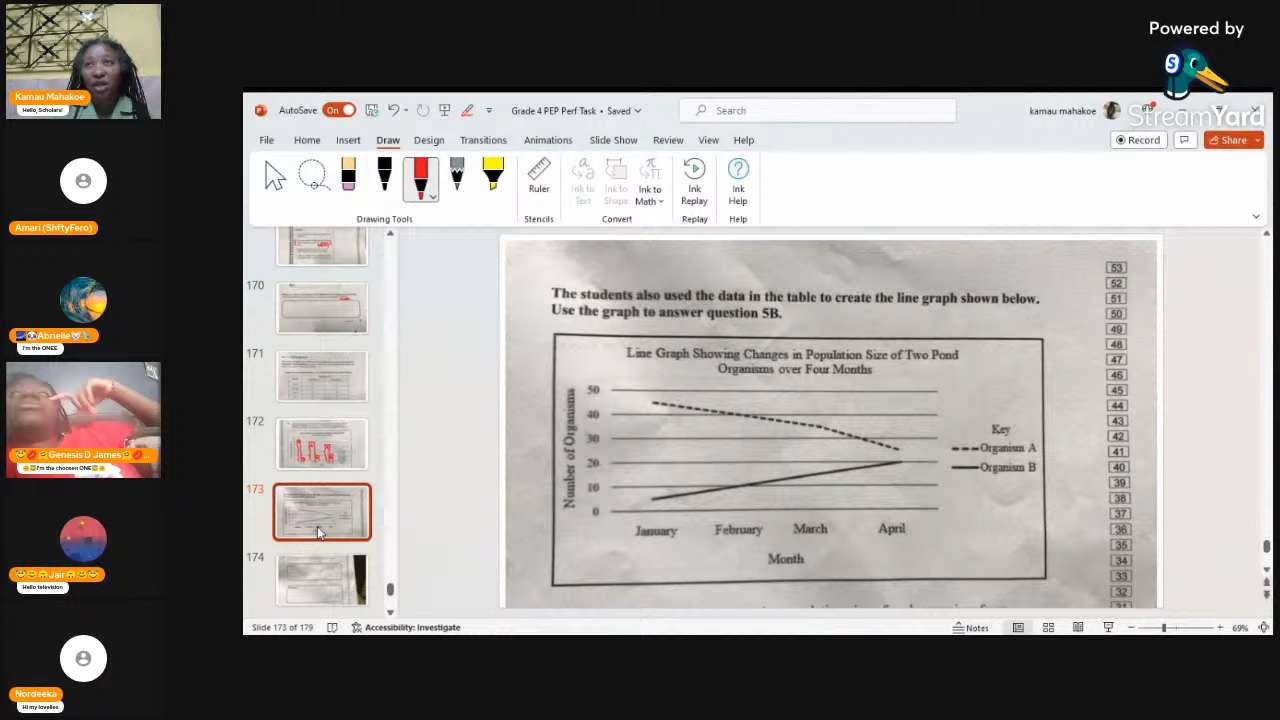 Kamau Mahakoe
Hello, Scholars!
Amari (ShftyFero)
Abrielle
I'm the ONEE
Genesis D James
I'm the choosen ONE
Jair
Hello television
Nordeeka
Hi my lovelies
Powered by
S
StreamYard
AutoSave On
Grade 4 PEP Perf Task • Saved
Search
kamau mahakoe
File Home Insert Draw Design Transitions Animations Slide Show Review View Help
Record
Share
Ruler
Ink to Text
Ink to Shape
Ink to Math
Ink Replay
Ink Help
Drawing Tools
Stencils
Convert
Replay
Help
170
171
172
173
174
The students also used the data in the table to create the line graph shown below.
Use the graph to answer question 5B.
Line Graph Showing Changes in Population Size of Two Pond
Organisms over Four Months
Number of Organisms
50
40
30
20
10
0
January February March April
Month
Key
Organism A
Organism B
53
52
51
50
49
48
47
46
45
44
43
42
41
40
39
38
37
36
35
34
33
32
Slide 173 of 179
Accessibility: Investigate
Notes
69%